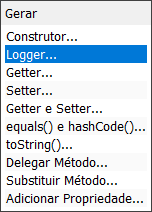 Gerar
Construtor...
Logger...
Getter...
Setter...
Getter e Setter...
equals() e hashCode()...
toString()...
Delegar Método...
Substituir Método...
Adicionar Propriedade...